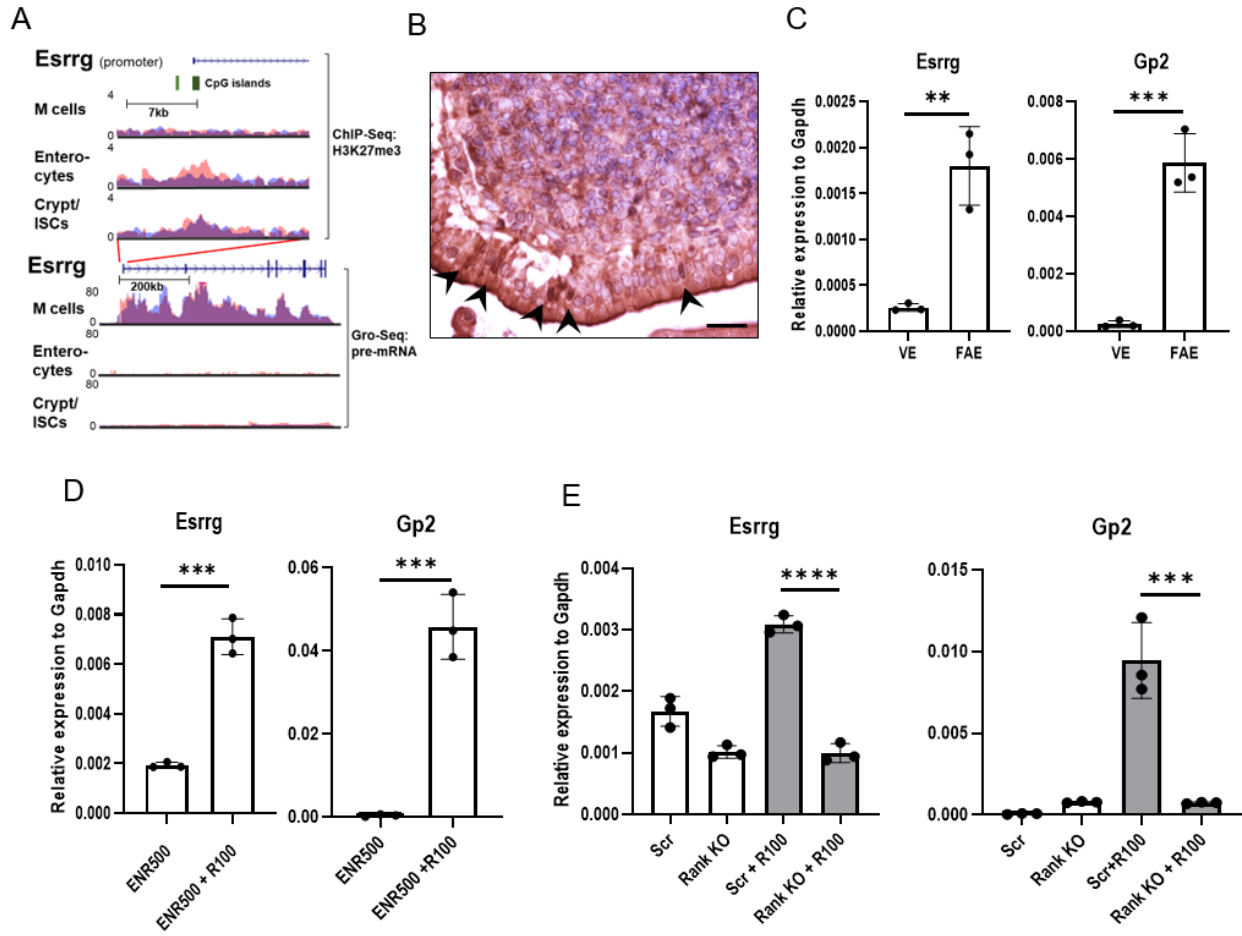 A
Esrrg (promoter)
CpG islands
M cells
4
7kb
0
Entero-
cytes
4
0
Crypt/
ISCs
4
0
ChIP-Seq:
H3K27me3
Esrrg
200kb
M cells
80
0
Entero-
cytes
80
0
Crypt/
ISCs
80
0
Gro-Seq:
pre-mRNA
B
C
Esrrg
**
Relative expression to Gapdh
0.0025
0.0020
0.0015
0.0010
0.0005
0.0000
VE
FAE
Gp2
***
0.008
0.006
0.004
0.002
0.000
VE
FAE
D
Esrrg
***
Relative expression to Gapdh
0.010
0.008
0.006
0.004
0.002
0.000
ENR500
ENR500 + R100
Gp2
***
0.06
0.04
0.02
0.00
ENR500
ENR500 +R100
E
Esrrg
****
Relative expression to Gapdh
0.004
0.003
0.002
0.001
0.000
Scr
Rank KO
Scr + R100
Rank KO + R100
Gp2
***
0.015
0.010
0.005
0.000
Scr
Rank KO
Scr+R100
Rank KO + R100